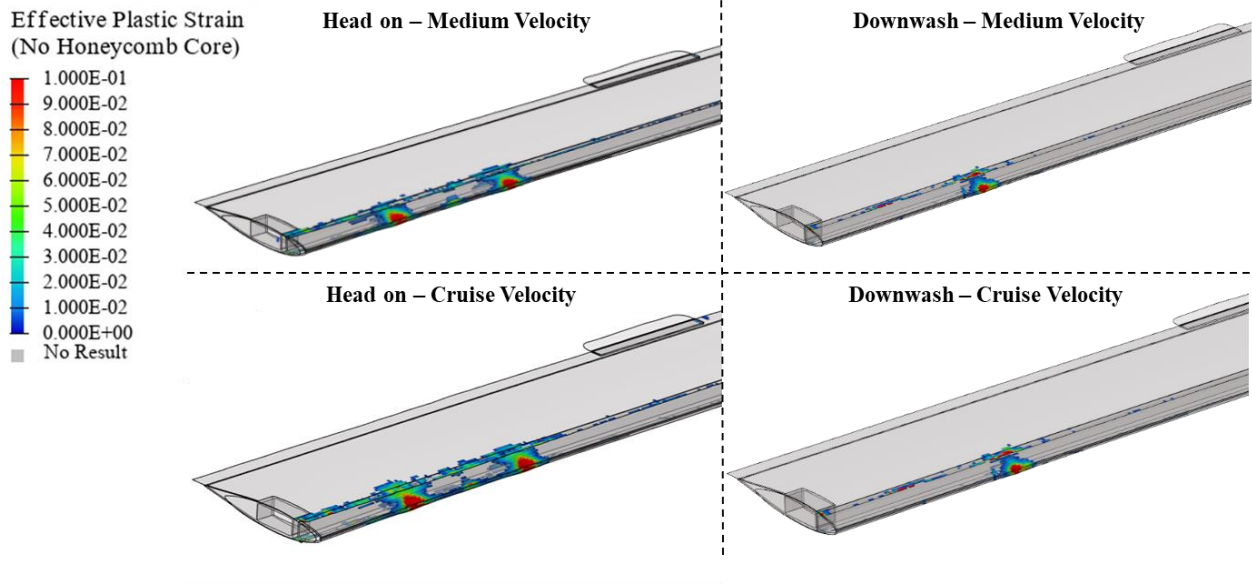 Effective Plastic Strain
(No Honeycomb Core)
1.000E-01
9.000E-02
8.000E-02
7.000E-02
6.000E-02
5.000E-02
4.000E-02
3.000E-02
2.000E-02
1.000E-02
0.000E+00
No Result
Head on – Medium Velocity
Downwash – Medium Velocity
Head on – Cruise Velocity
Downwash – Cruise Velocity